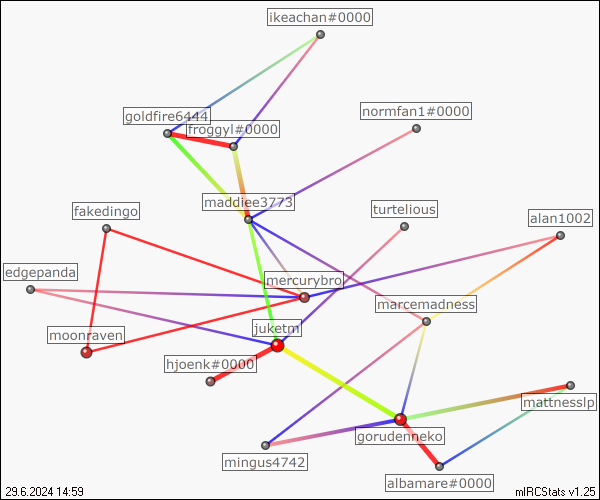 ikeachan#0000
goldfire6444
normfan1#0000
froggyl#0000
maddiee3773
fakedingo
turtelious
alan1002
edgepanda
mercurybro
marcemadness
moonraven
juketm
hjoenk#0000
mattnesslp
gorudenneko
mingus4742
albamare#0000
29.6.2024 14:59
mIRCStats v1.25